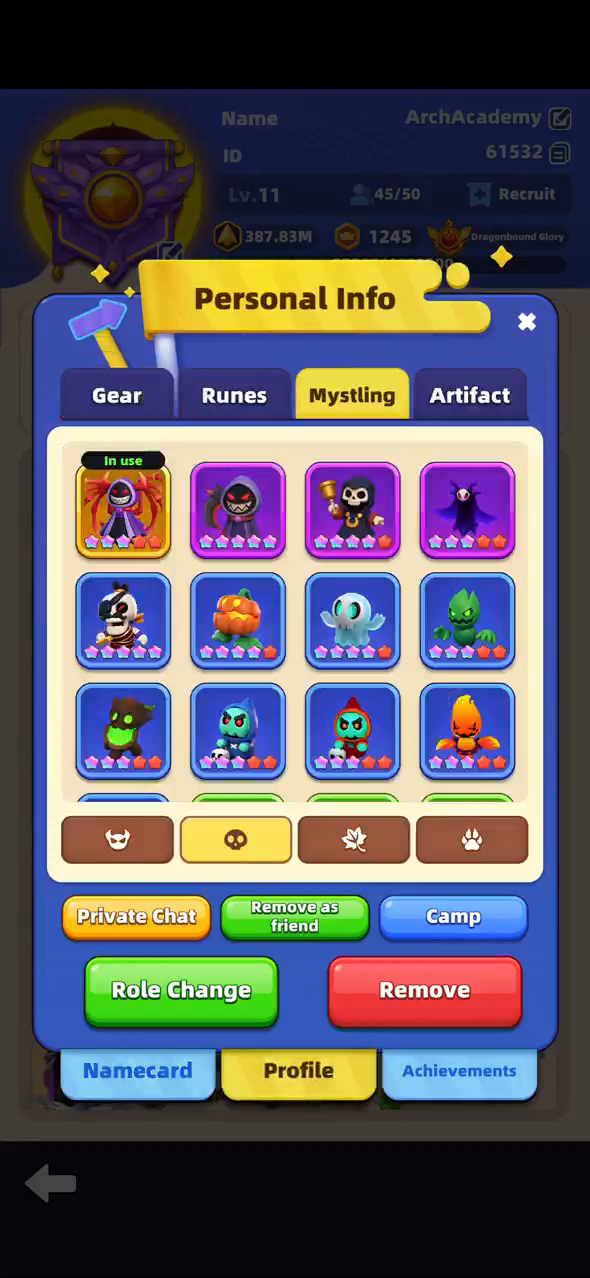 Name
ArchAcademy
ID
61532
Lv.11
45/50
Recruit
387.83M
1245
Dragonbound Glory
Personal Info
Gear
Runes
Mystling
Artifact
In use
Private Chat
Remove as
friend
Camp
Role Change
Remove
Namecard
Profile
Achievements